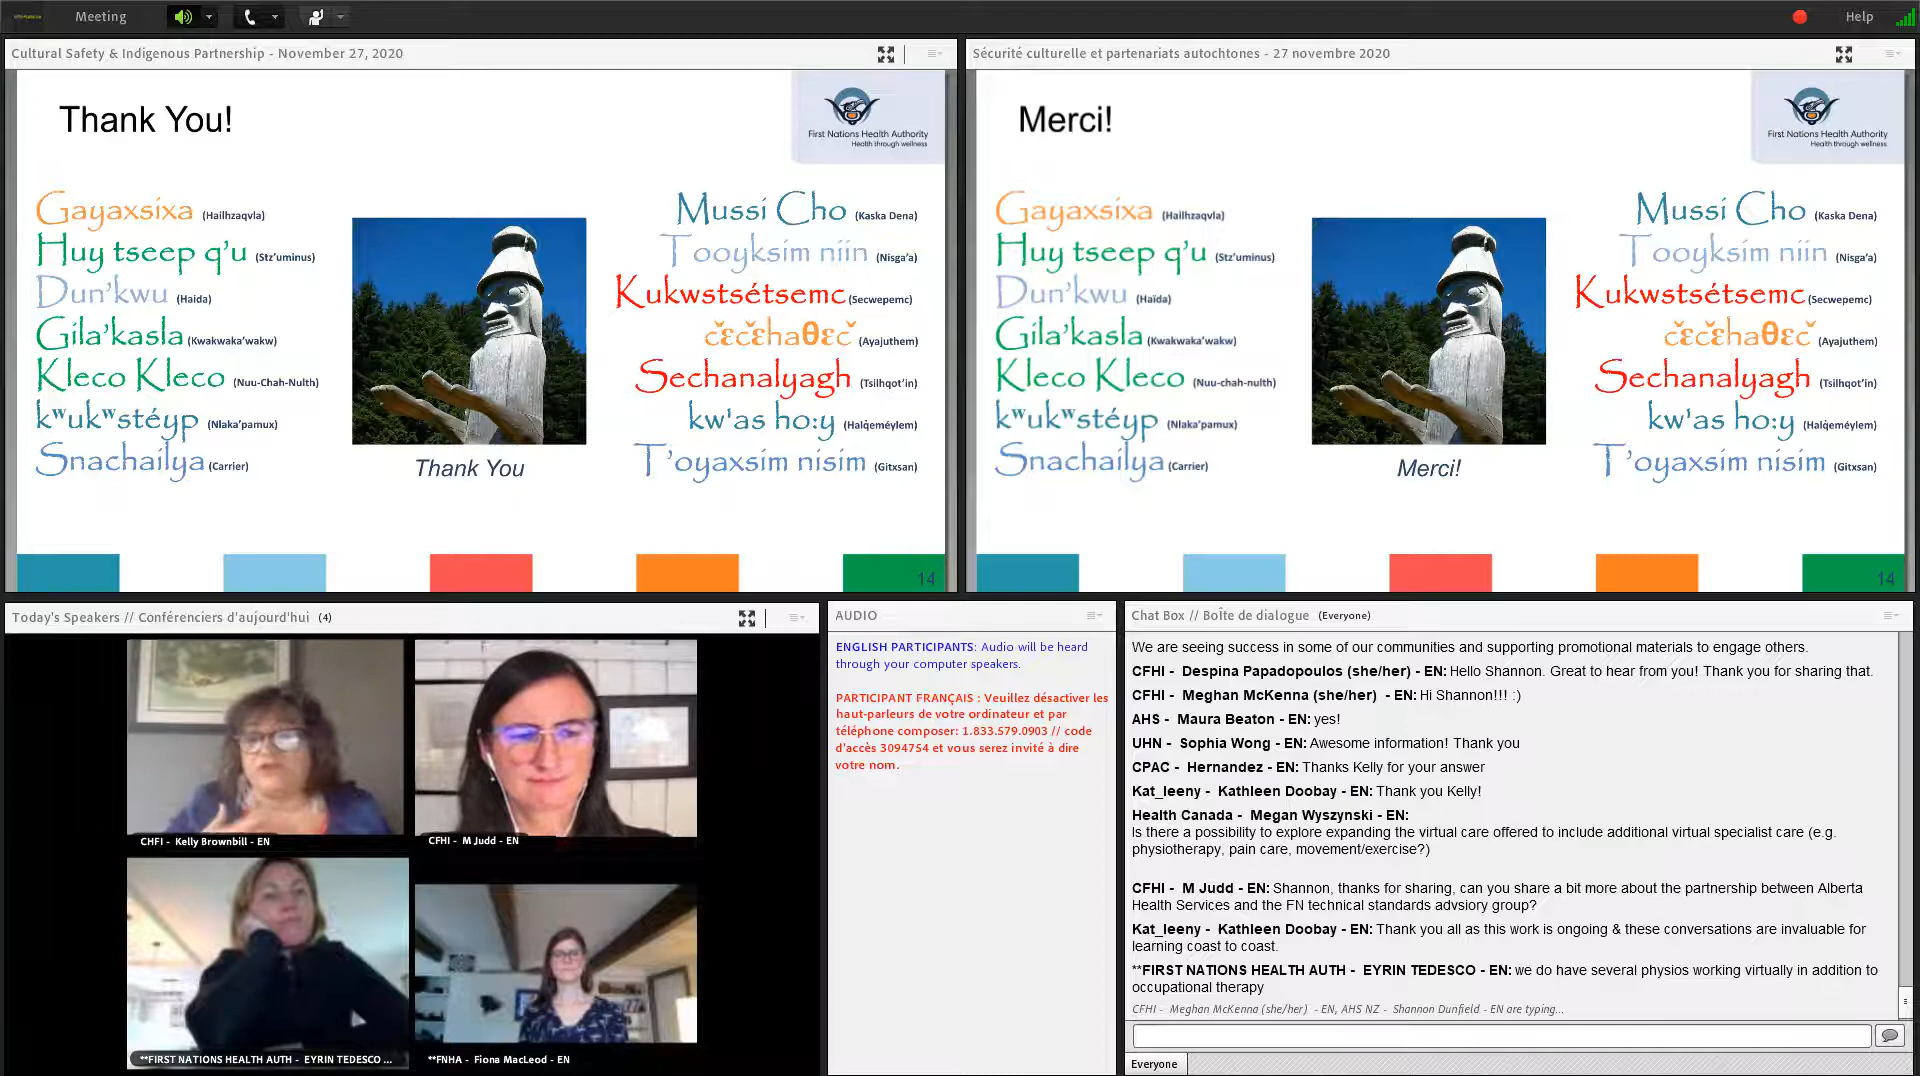 Meeting
Help
Cultural Safety & Indigenous Partnership - November 27, 2020
Thank You!
First Nations Health Authority
Health through wellness
Gayaxsixa (Hailhzaqvla)
Huy tseep q'u (Stz'uminus)
Dun'kwu (Haida)
Gila'kasla (Kwakwaka'wakw)
Kleco Kleco (Nuu-Chah-Nulth)
kʷukʷstéyp (Nlaka'pamux)
Snachailya (Carrier)
Thank You
Mussi Cho (Kaska Dena)
Tooyksim niin (Nisga'a)
Kukwstsétsemc (Secwepemc)
č̓ɛč̓ɛhaθɛč (Ayajuthem)
Sechanalyagh (Tsilhqot'in)
kw'as ho:y (Halq̓eméylem)
T'oyaxsim nisim (Gitxsan)
14
Sécurité culturelle et partenariats autochtones - 27 novembre 2020
Merci!
First Nations Health Authority
Health through wellness
Gayaxsixa (Hailhzaqvla)
Huy tseep q'u (Stz'uminus)
Dun'kwu (Haïda)
Gila'kasla (Kwakwaka'wakw)
Kleco Kleco (Nuu-chah-nulth)
kʷukʷstéyp (Nlaka'pamux)
Snachailya (Carrier)
Merci!
Mussi Cho (Kaska Dena)
Tooyksim niin (Nisga'a)
Kukwstsétsemc (Secwepemc)
č̓ɛč̓ɛhaθɛč (Ayajuthem)
Sechanalyagh (Tsilhqot'in)
kw'as ho:y (Halq̓eméylem)
T'oyaxsim nisim (Gitxsan)
14
Today's Speakers // Conférenciers d'aujourd'hui (4)
CHFI - Kelly Brownbill - EN
CFHI - M Judd - EN
**FIRST NATIONS HEALTH AUTH - EYRIN TEDESCO ...
**FNHA - Fiona MacLeod - EN
AUDIO
ENGLISH PARTICIPANTS: Audio will be heard
through your computer speakers.
PARTICIPANT FRANÇAIS : Veuillez désactiver les
haut-parleurs de votre ordinateur et par
téléphone composer: 1.833.579.0903 // code
d'accès 3094754 et vous serez invité à dire
votre nom.
Chat Box // Boîte de dialogue (Everyone)
We are seeing success in some of our communities and supporting promotional materials to engage others.
CFHI - Despina Papadopoulos (she/her) - EN: Hello Shannon. Great to hear from you! Thank you for sharing that.
CFHI - Meghan McKenna (she/her) - EN: Hi Shannon!!! :)
AHS - Maura Beaton - EN: yes!
UHN - Sophia Wong - EN: Awesome information! Thank you
CPAC - Hernandez - EN: Thanks Kelly for your answer
Kat_leeny - Kathleen Doobay - EN: Thank you Kelly!
Health Canada - Megan Wyszynski - EN:
Is there a possibility to explore expanding the virtual care offered to include additional virtual specialist care (e.g.
physiotherapy, pain care, movement/exercise?)
CFHI - M Judd - EN: Shannon, thanks for sharing, can you share a bit more about the partnership between Alberta
Health Services and the FN technical standards advsiory group?
Kat_leeny - Kathleen Doobay - EN: Thank you all as this work is ongoing & these conversations are invaluable for
learning coast to coast.
**FIRST NATIONS HEALTH AUTH - EYRIN TEDESCO - EN: we do have several physios working virtually in addition to
occupational therapy
CFHI - Meghan McKenna (she/her) - EN, AHS NZ - Shannon Dunfield - EN are typing...
Everyone